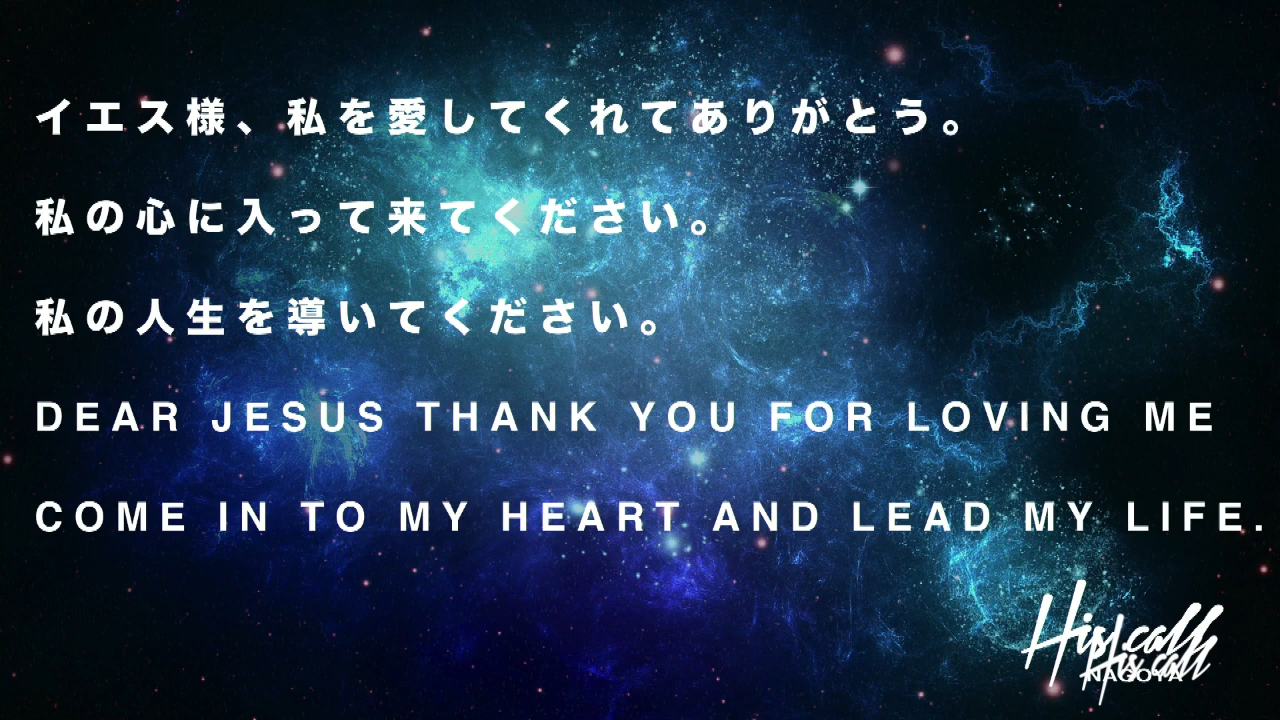 イエス様、私を愛してくれてありがとう。
私の心に入って来てください。
私の人生を導いてください。
DEAR JESUS THANK YOU FOR LOVING ME
COME IN TO MY HEART AND LEAD MY LIFE.
His call
His call
NAGOYA